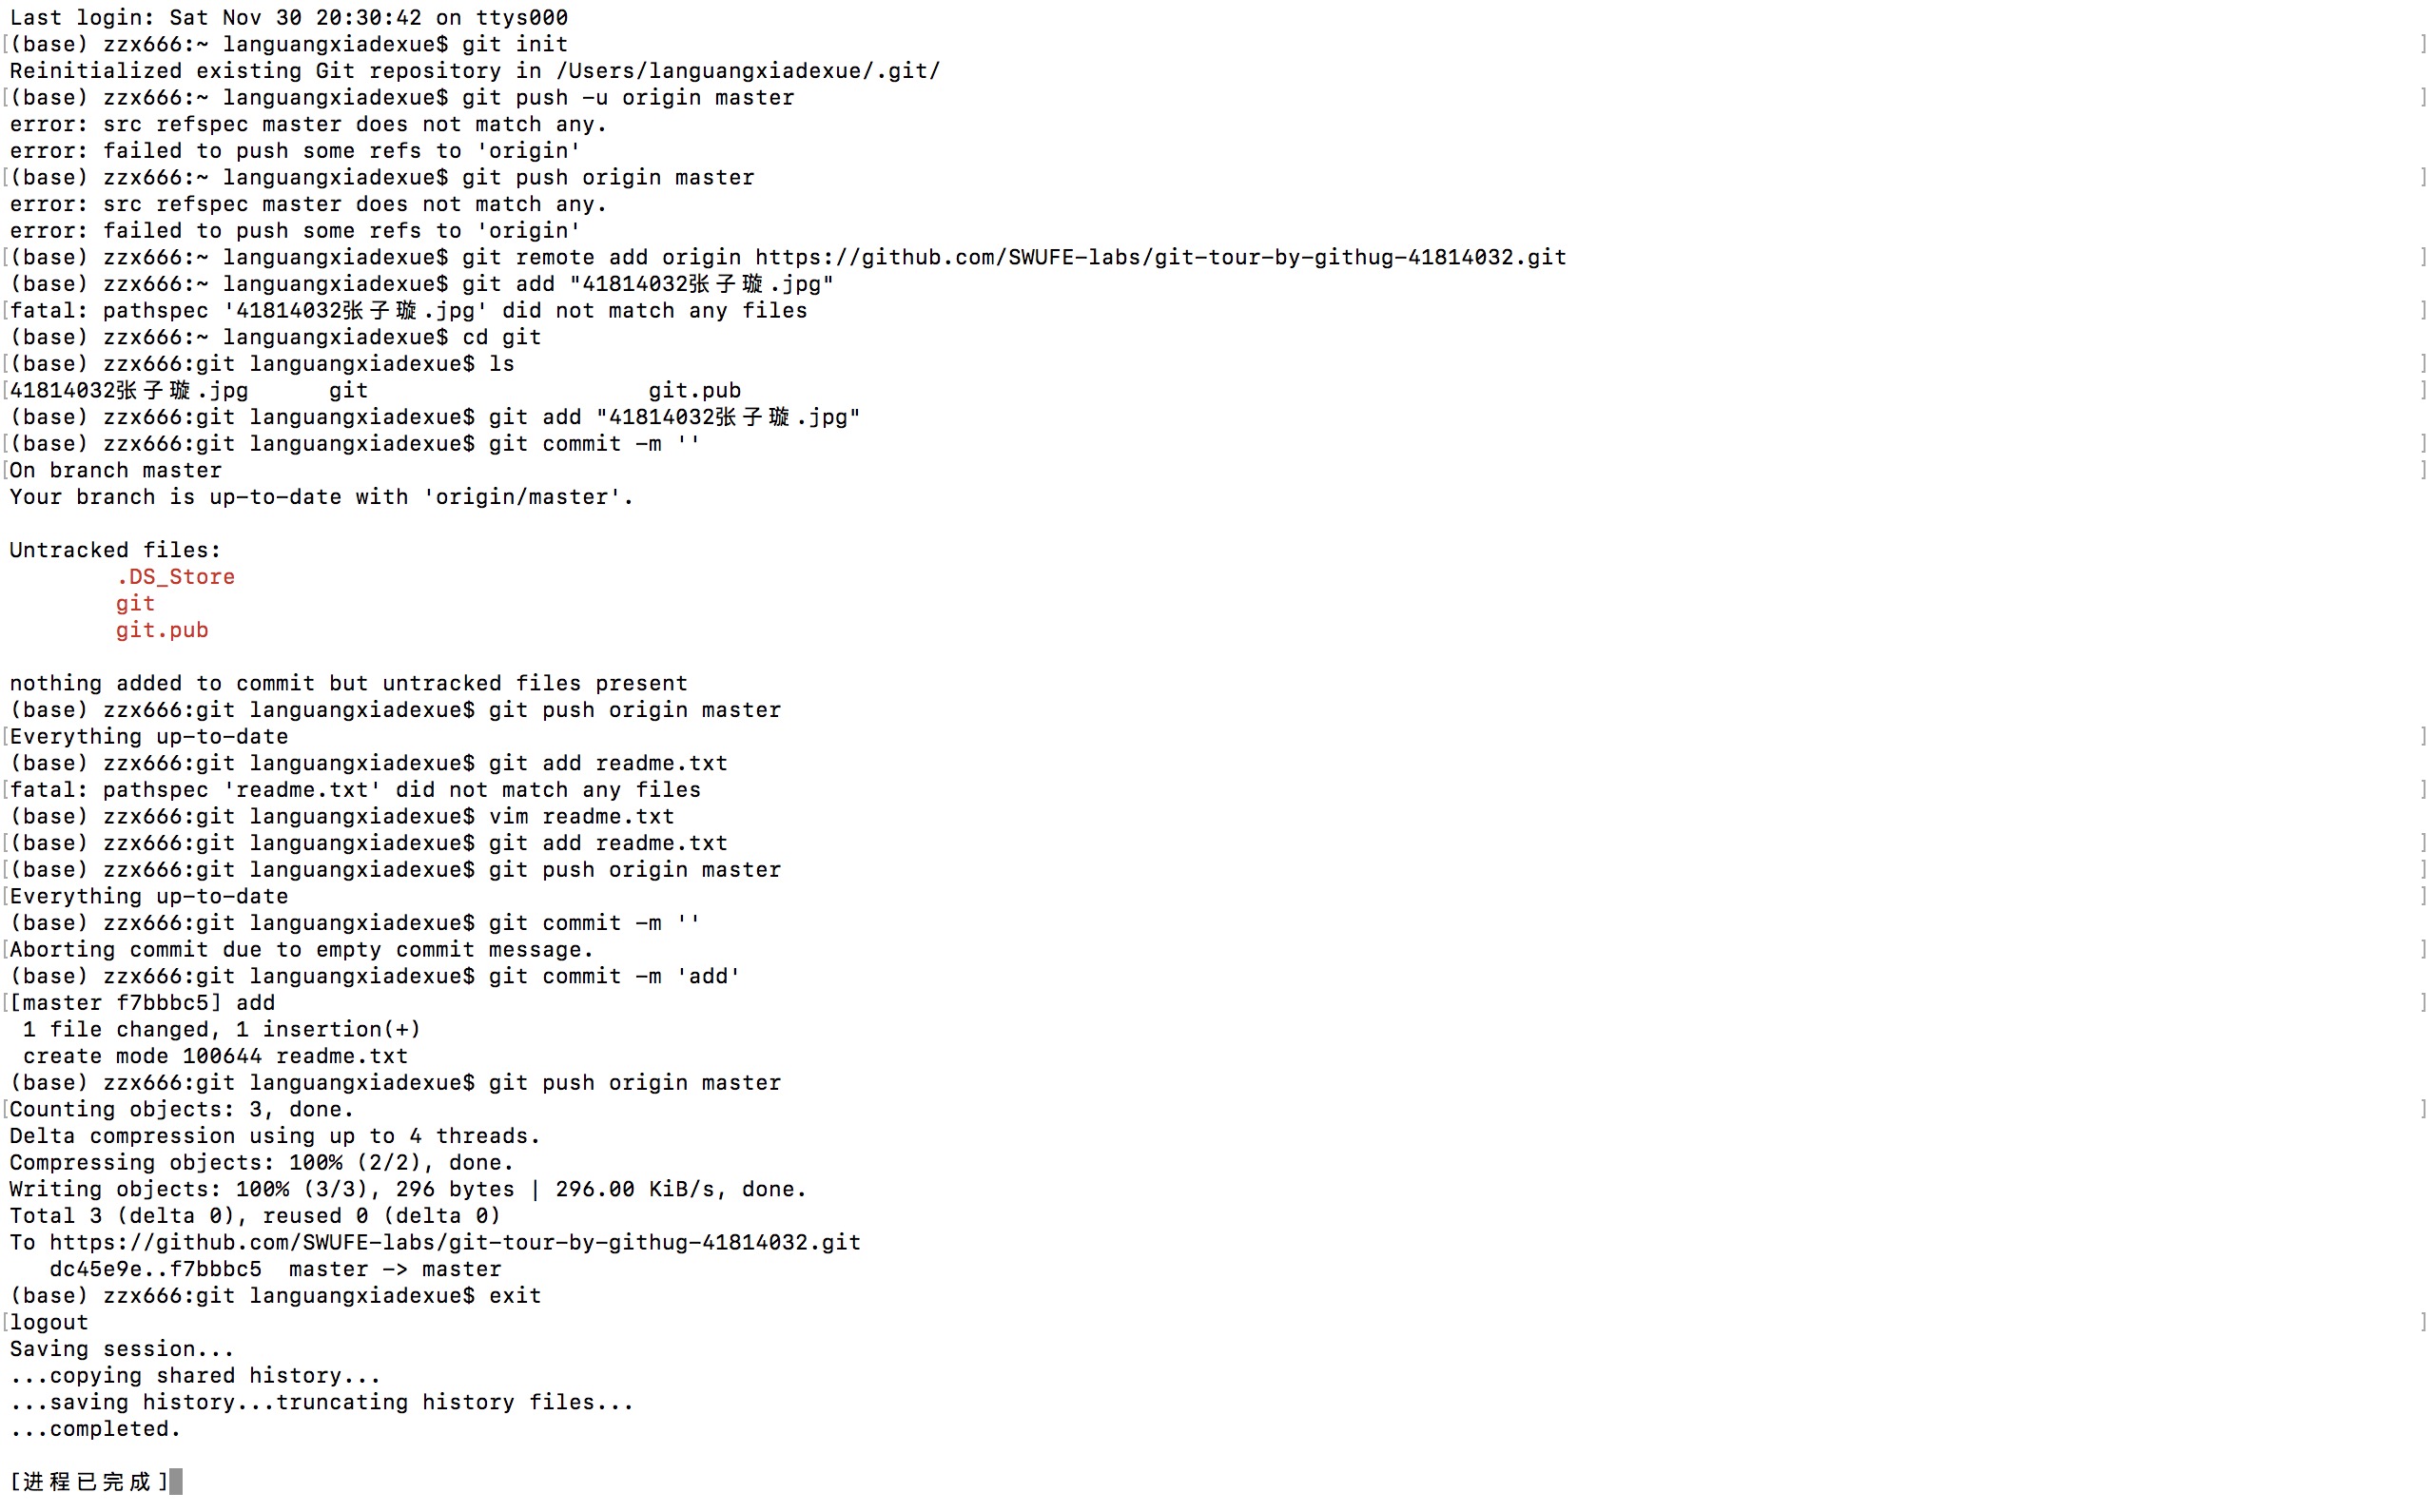 Last login: Sat Nov 30 20:30:42 on ttys000
[(base) zzx666:~ languangxiadexue$ git init ]
Reinitialized existing Git repository in /Users/languangxiadexue/.git/
[(base) zzx666:~ languangxiadexue$ git push -u origin master ]
error: src refspec master does not match any.
error: failed to push some refs to 'origin'
[(base) zzx666:~ languangxiadexue$ git push origin master ]
error: src refspec master does not match any.
error: failed to push some refs to 'origin'
[(base) zzx666:~ languangxiadexue$ git remote add origin https://github.com/SWUFE-labs/git-tour-by-githug-41814032.git ]
(base) zzx666:~ languangxiadexue$ git add "41814032张子璇.jpg"
[fatal: pathspec '41814032张子璇.jpg' did not match any files ]
(base) zzx666:~ languangxiadexue$ cd git
[(base) zzx666:git languangxiadexue$ ls ]
[41814032张子璇.jpg git git.pub ]
(base) zzx666:git languangxiadexue$ git add "41814032张子璇.jpg"
[(base) zzx666:git languangxiadexue$ git commit -m '' ]
[On branch master ]
Your branch is up-to-date with 'origin/master'.
Untracked files:
.DS_Store
git
git.pub
nothing added to commit but untracked files present
(base) zzx666:git languangxiadexue$ git push origin master
[Everything up-to-date ]
(base) zzx666:git languangxiadexue$ git add readme.txt
[fatal: pathspec 'readme.txt' did not match any files ]
(base) zzx666:git languangxiadexue$ vim readme.txt
[(base) zzx666:git languangxiadexue$ git add readme.txt ]
[(base) zzx666:git languangxiadexue$ git push origin master ]
[Everything up-to-date ]
(base) zzx666:git languangxiadexue$ git commit -m ''
[Aborting commit due to empty commit message. ]
(base) zzx666:git languangxiadexue$ git commit -m 'add'
[[master f7bbbc5] add ]
1 file changed, 1 insertion(+)
create mode 100644 readme.txt
(base) zzx666:git languangxiadexue$ git push origin master
[Counting objects: 3, done. ]
Delta compression using up to 4 threads.
Compressing objects: 100% (2/2), done.
Writing objects: 100% (3/3), 296 bytes | 296.00 KiB/s, done.
Total 3 (delta 0), reused 0 (delta 0)
To https://github.com/SWUFE-labs/git-tour-by-githug-41814032.git
dc45e9e..f7bbbc5 master -> master
(base) zzx666:git languangxiadexue$ exit
[logout ]
Saving session...
...copying shared history...
...saving history...truncating history files...
...completed.
[进程已完成]